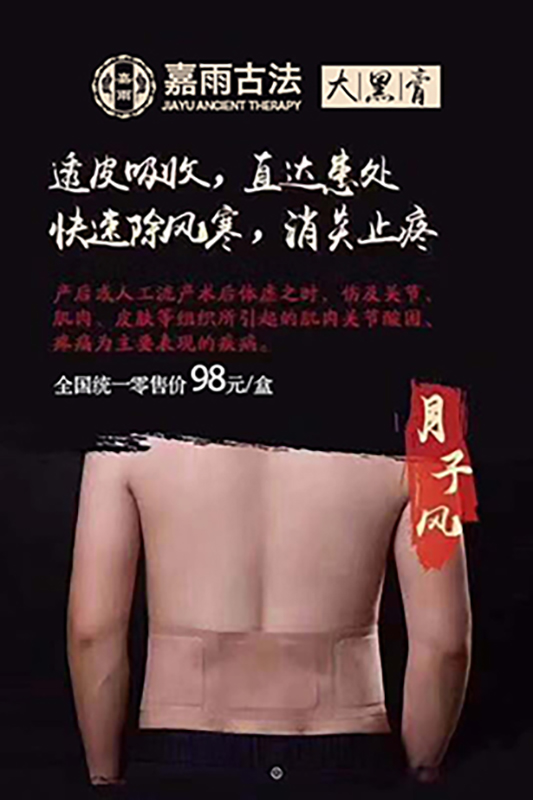 嘉雨
嘉雨古法
JIAYU ANCIENT THERAPY
大黑膏
透皮吸收，直达患处
快速除风寒，消炎止疼
产后或人工流产术后体虚之时、伤及关节、
肌肉、皮肤等组织所引起的肌肉关节酸困、
疼痛为主要表现的疾病。
全国统一零售价98元/盒
月子风